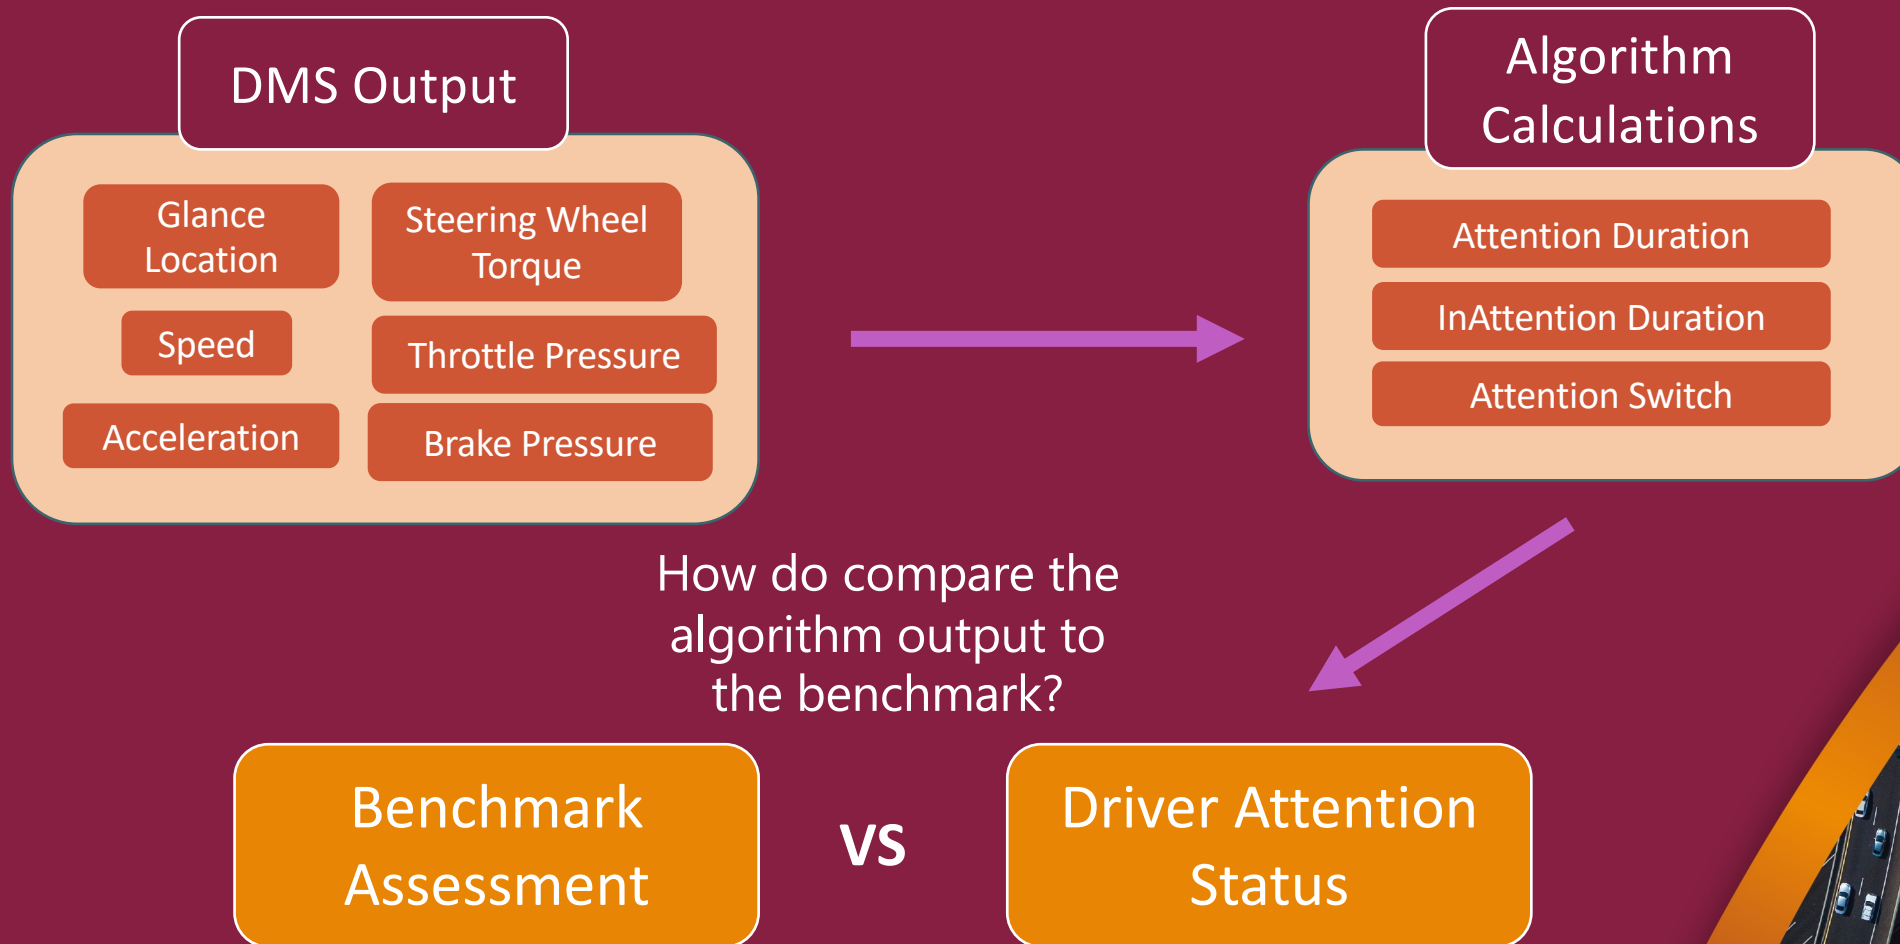 DMS Output
Glance
Location
Steering Wheel
Torque
Speed
Throttle Pressure
Acceleration
Brake Pressure
Algorithm
Calculations
Attention Duration
InAttention Duration
Attention Switch
How do compare the
algorithm output to
the benchmark?
Benchmark
Assessment
VS
Driver Attention
Status